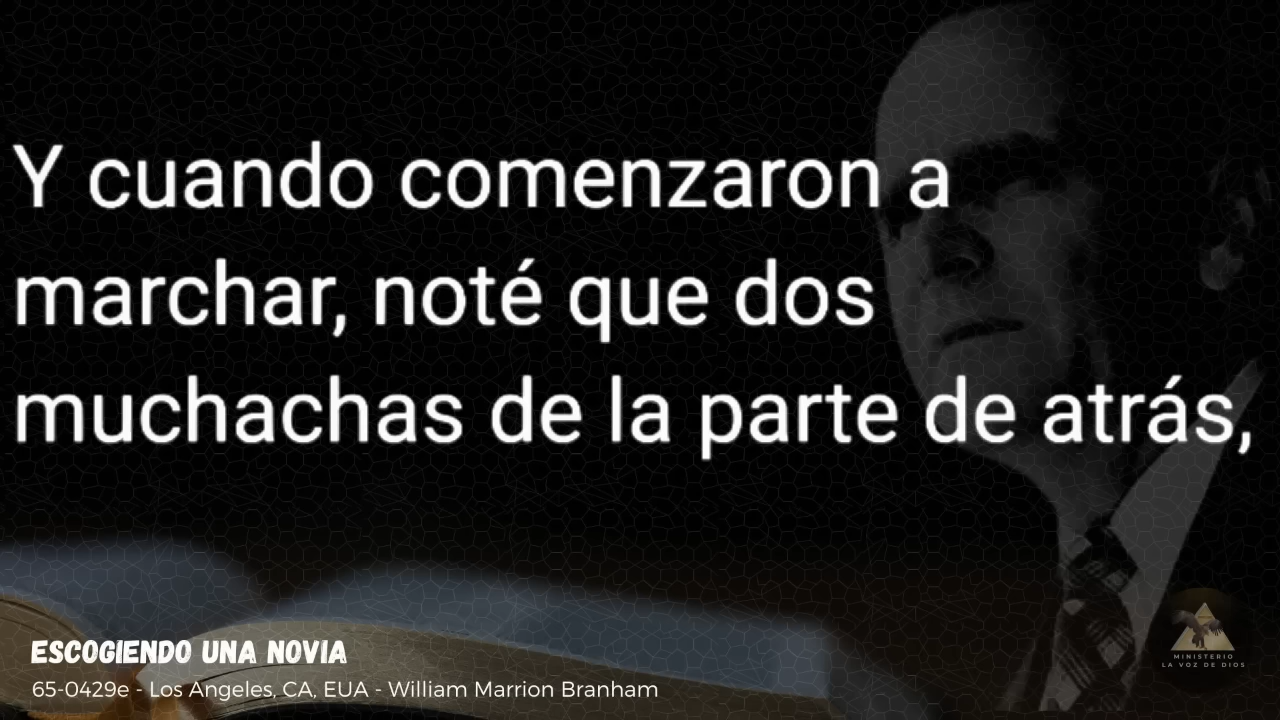 Y cuando comenzaron a
marchar, noté que dos
muchachas de la parte de atrás,
ESCOGIENDO UNA NOVIA
65-0429e - Los Angeles, CA, EUA - William Marrion Branham
MINISTERIO
LA VOZ DE DIOS